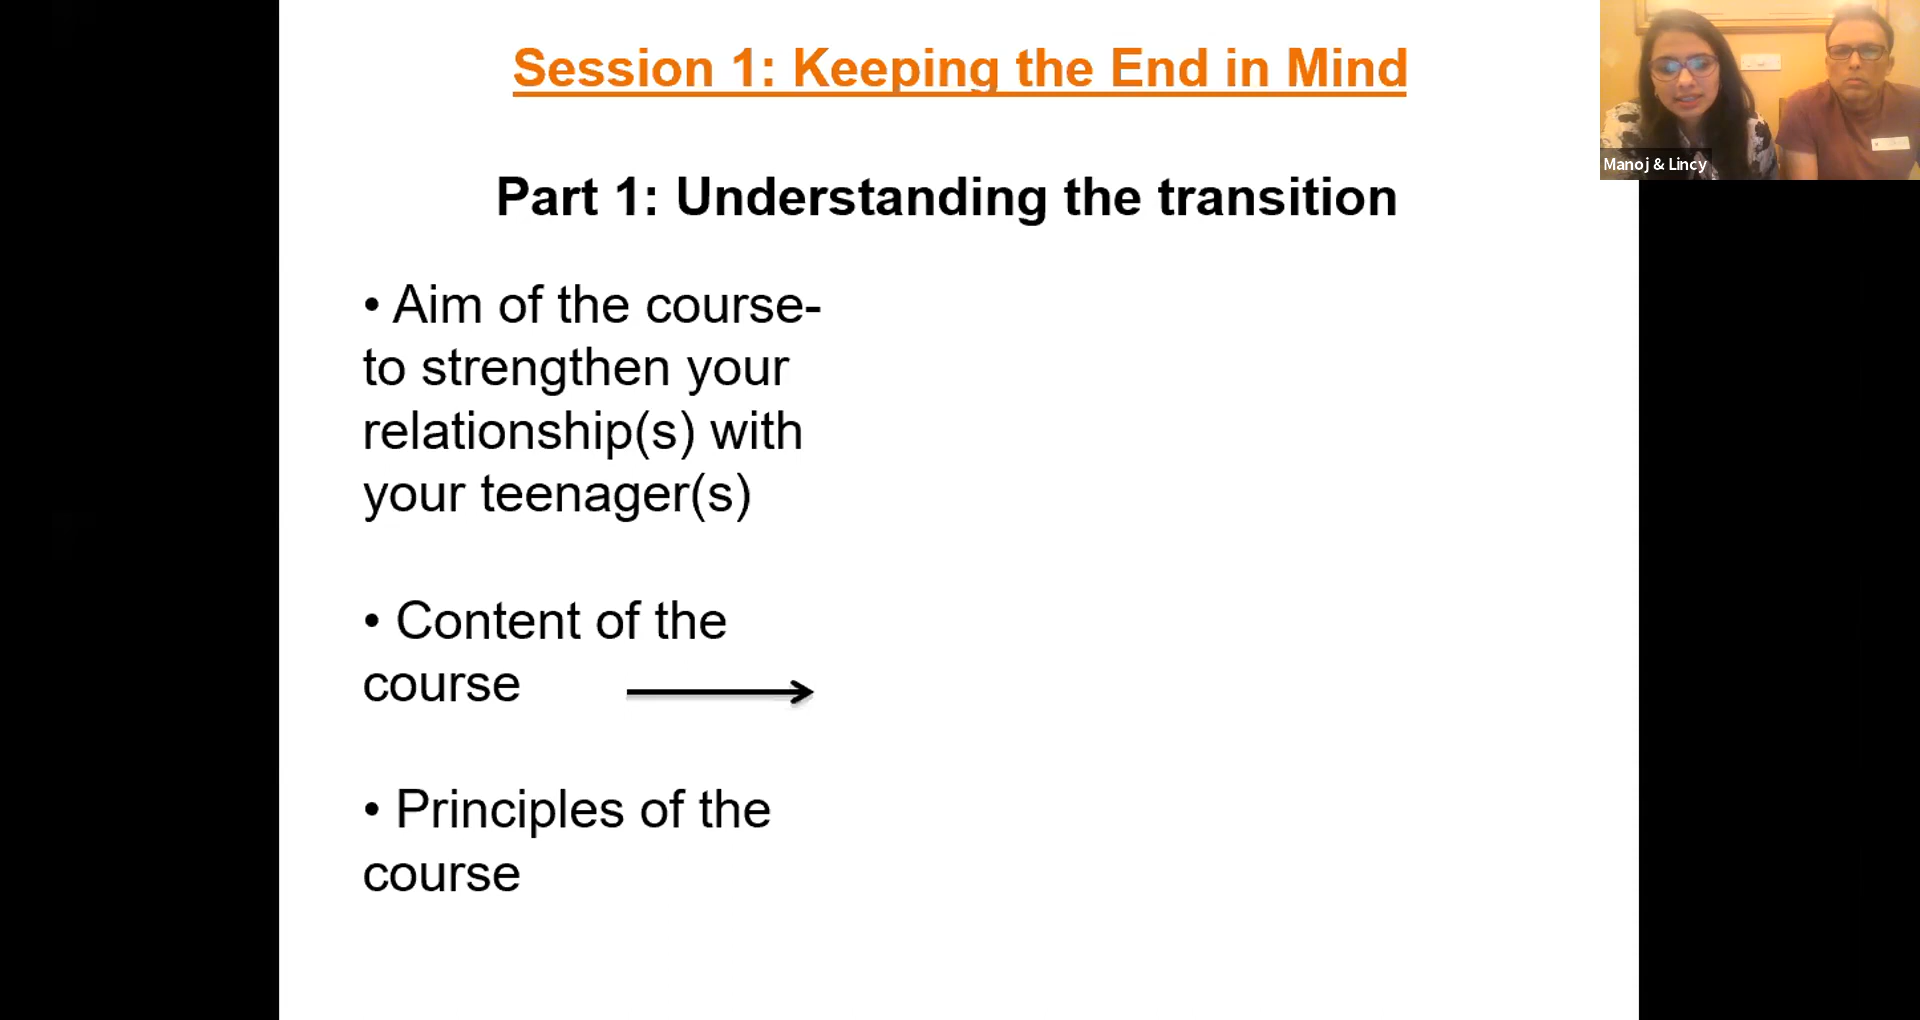 Session 1: Keeping the End in Mind
Manoj & Lincy
Part 1: Understanding the transition
• Aim of the course-
to strengthen your
relationship(s) with
your teenager(s)
• Content of the
course
• Principles of the
course